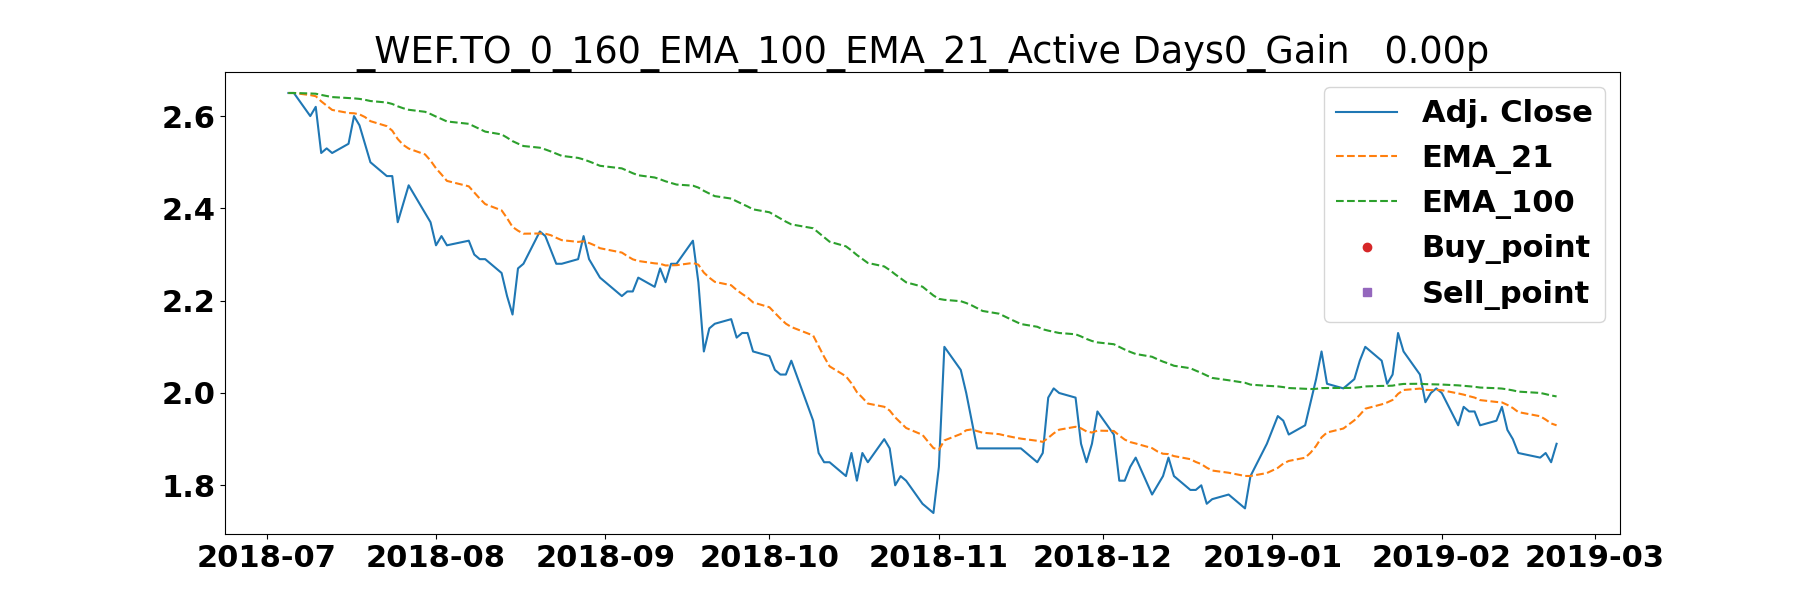 _WEF.TO_0_160_EMA_100_EMA_21_Active Days0_Gain   0.00p
2.6
2.4
2.2
2.0
1.8
Adj. Close
EMA_21
EMA_100
Buy_point
Sell_point
2018-07 2018-08 2018-09 2018-10 2018-11 2018-12 2019-01 2019-02 2019-03